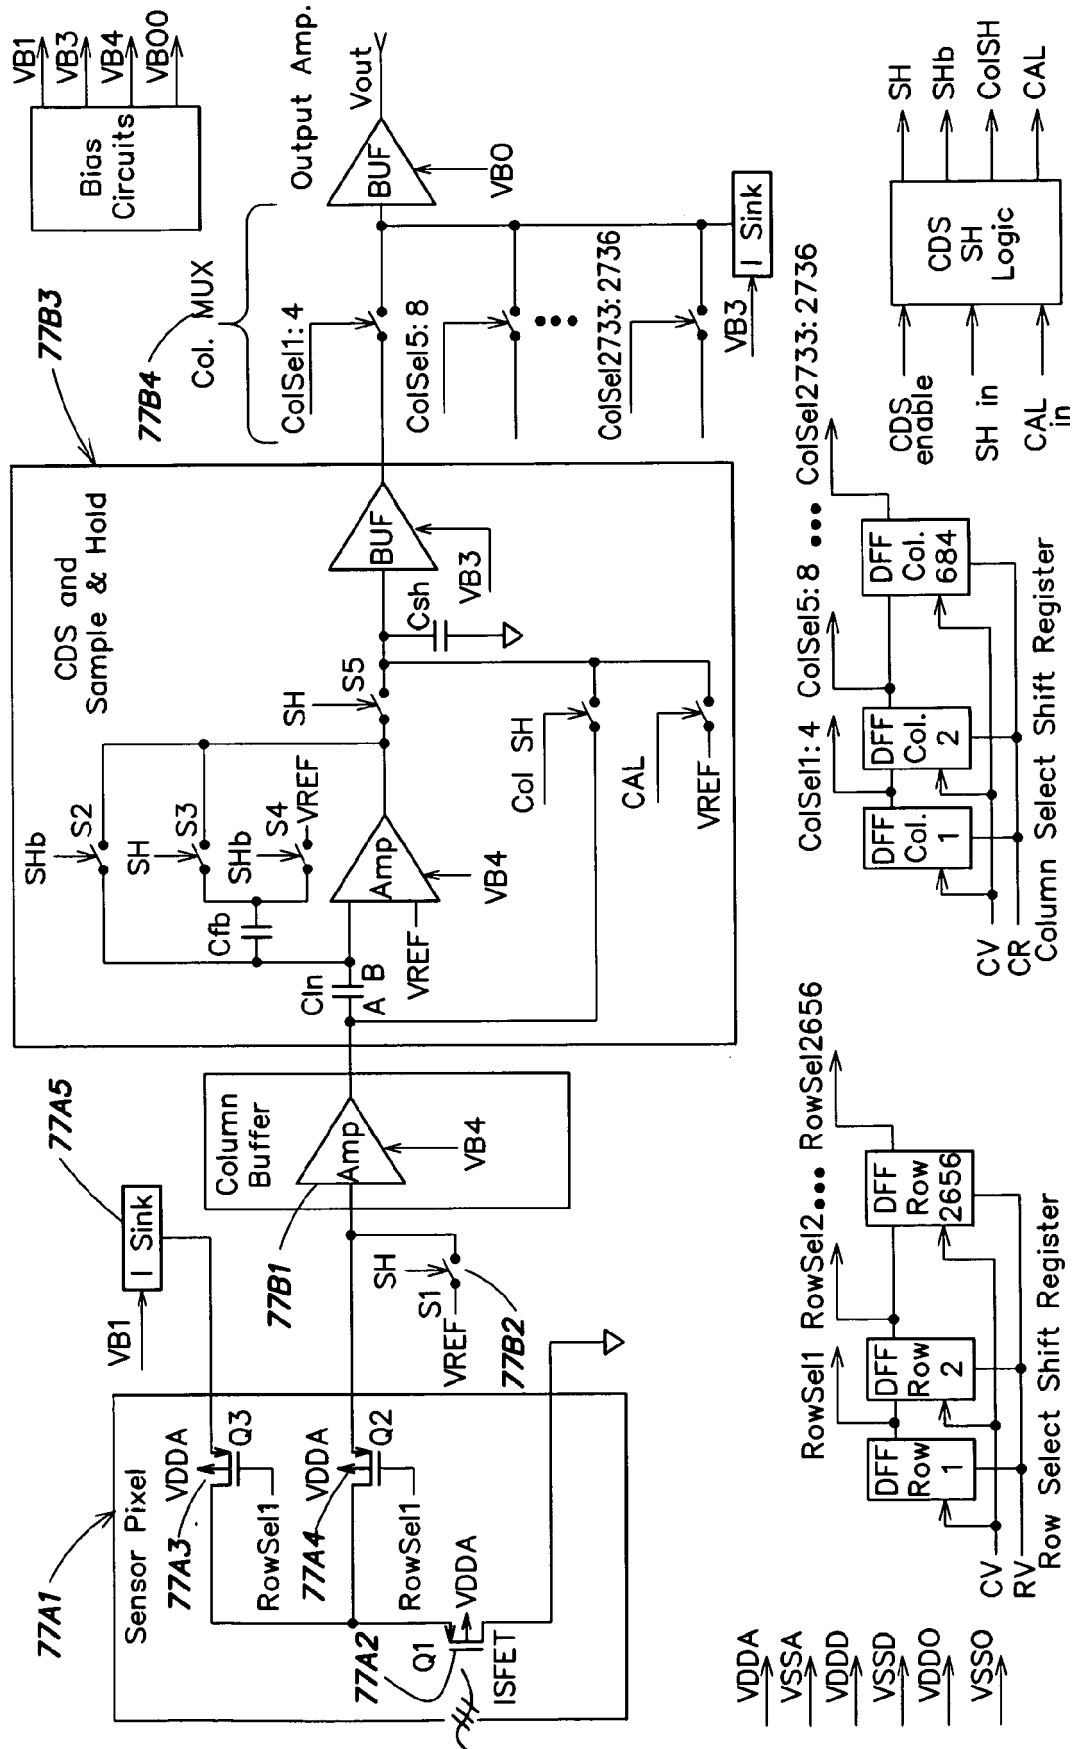 77A1
Sensor Pixel
VDDA
77A3
Q3
RowSel1
VDDA
77A4
Q2
RowSel1
77A2
Q1
VDDA
ISFET
VB1
I Sink
77A5
77B1
SH
S1
VREF
77B2
Column
Buffer
Amp
VB4
CDS and
Sample & Hold
77B3
SHb
S2
SH
S3
SHb
S4
VREF
Cfb
CIn
A
B
Amp
VREF
VB4
SH
S5
Csh
Col SH
CAL
VREF
BUF
VB3
77B4
Col. MUX
ColSel1:4
ColSel5:8
ColSel2733:2736
VB3
I Sink
Output Amp.
BUF
Vout
VB0
Bias
Circuits
VB1
VB3
VB4
VB00
VDDA
VSSA
VDDD
VSSD
VDDO
VSSO
RowSel1
RowSel2
RowSel2656
DFF
Row
1
DFF
Row
2
DFF
Row
2656
CV
RV
Row Select Shift Register
ColSel1:4
ColSel5:8
ColSel2733:2736
DFF
Col.
1
DFF
Col.
2
DFF
Col.
684
CV
CR
Column Select Shift Register
CDS
enable
SH in
CAL
in
CDS
SH
Logic
SH
SHb
ColSH
CAL